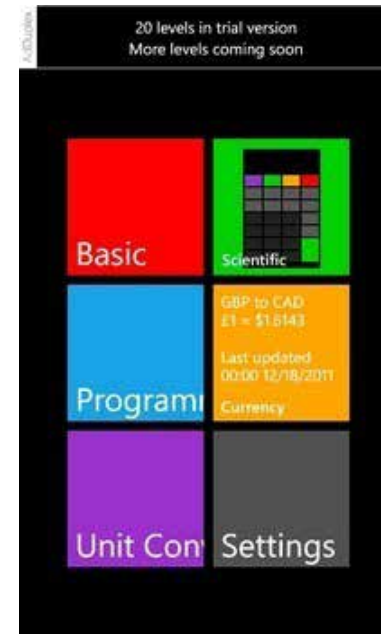 AdDuplex
20 levels in trial version
More levels coming soon
Basic
Scientific
Programm
GBP to CAD
£1 = $1.6143
Last updated
00:00 12/18/2011
Currency
Unit Conv
Settings